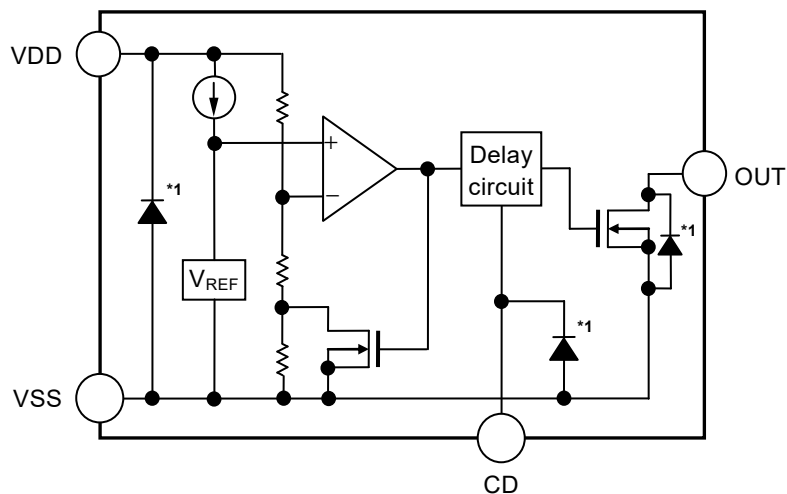 VDD
*1
+
−
Delay
circuit
OUT
*1
VREF
*1
VSS
CD